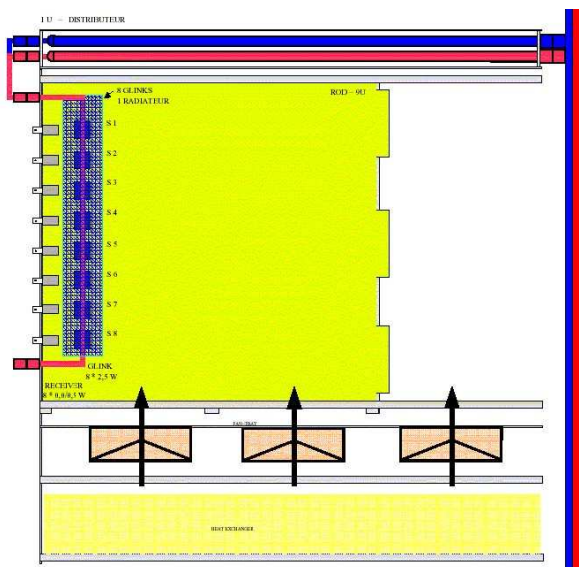 1 U – DISTRIBUTEUR
8 GLINKS
1 RADIATEUR
ROD – 9U
S 1
S 2
S 3
S 4
S 5
S 6
S 7
S 8
GLINK
8 * 2,5 W
RECEIVER
8 * 0,0/0,5 W
FAN-TRAY
HEAT EXCHANGER